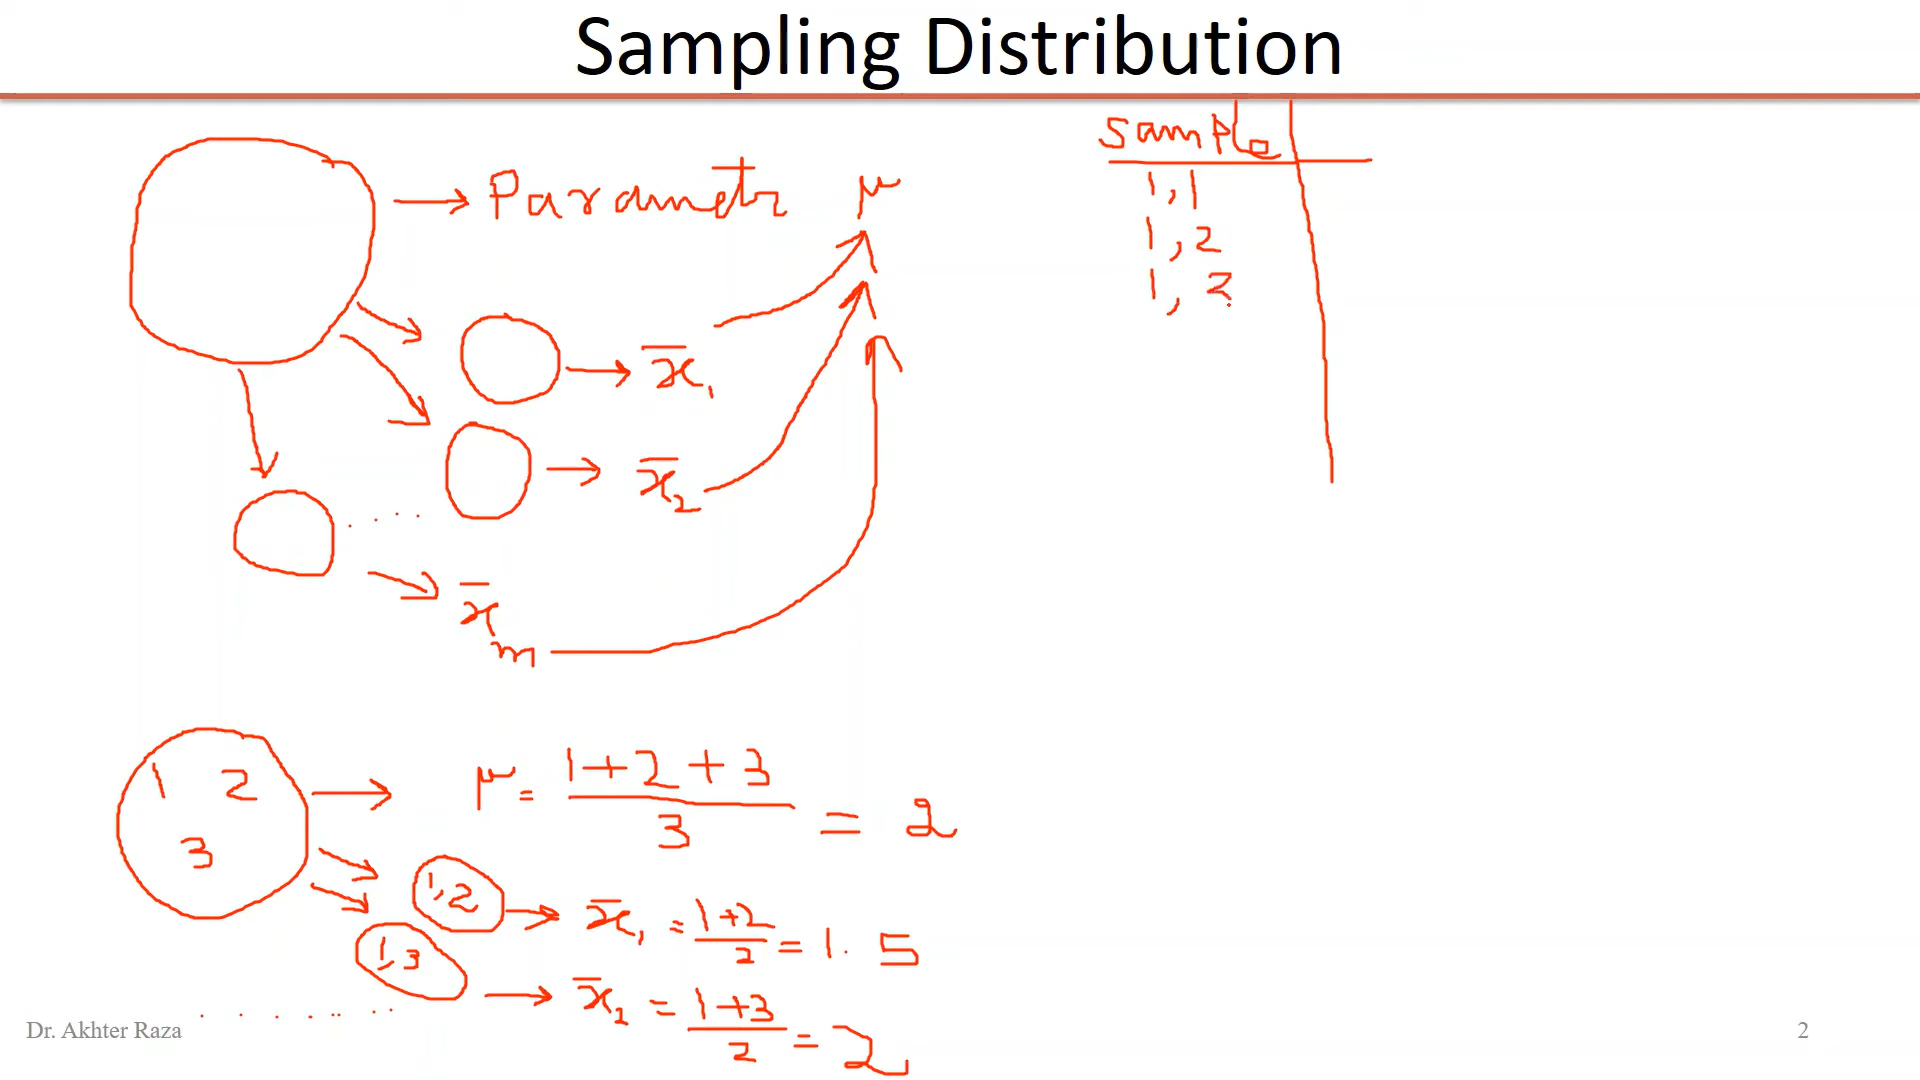 Sampling Distribution
Sample
1,1
1,2
1, 3
→ Parametr μ
→ x̄₁
→ x̄₂
x̄ₘ
1 2
3
μ = (1+2+3)/3 = 2
1,2 → x̄₁ = (1+2)/2 = 1.5
1,3 → x̄₂ = (1+3)/2 = 2
Dr. Akhter Raza
2